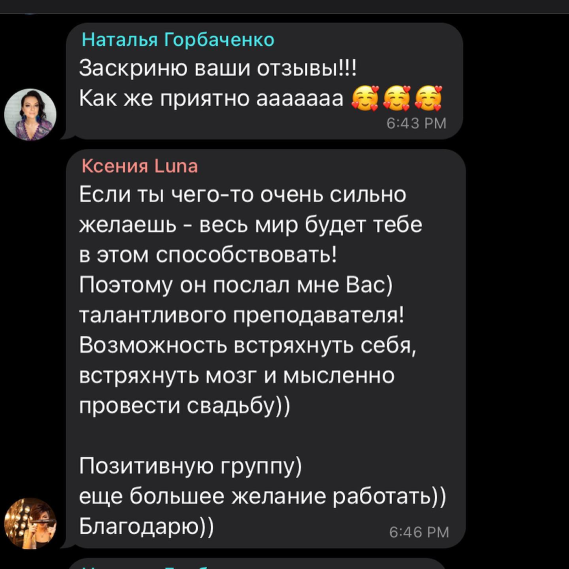 Наталья Горбаченко
Заскриню ваши отзывы!!!
Как же приятно ааааааа 🥰🥰🥰
6:43 PM
Ксения Luna
Если ты чего-то очень сильно
желаешь - весь мир будет тебе
в этом способствовать!
Поэтому он послал мне Вас)
талантливого преподавателя!
Возможность встряхнуть себя,
встряхнуть мозг и мысленно
провести свадьбу))
Позитивную группу)
еще большее желание работать))
Благодарю))
6:46 PM